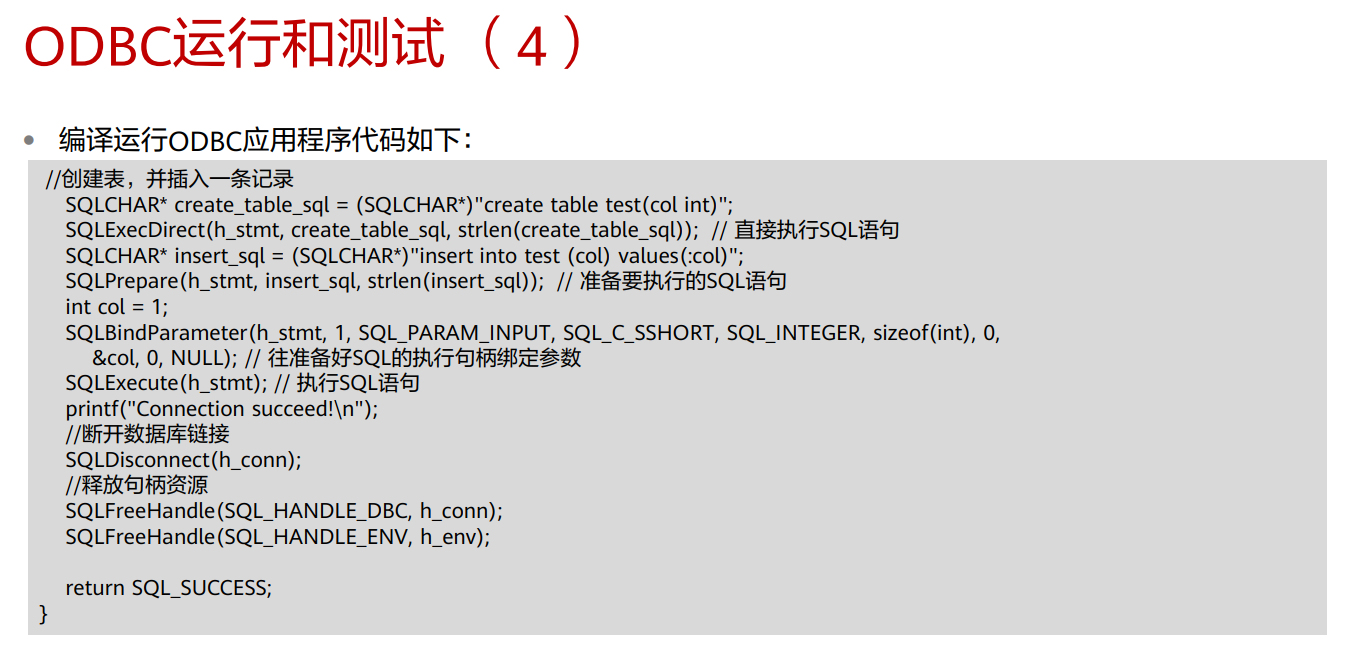 ODBC运行和测试（4）
编译运行ODBC应用程序代码如下：
//创建表，并插入一条记录
SQLCHAR* create_table_sql = (SQLCHAR*)"create table test(col int)";
SQLExecDirect(h_stmt, create_table_sql, strlen(create_table_sql)); // 直接执行SQL语句
SQLCHAR* insert_sql = (SQLCHAR*)"insert into test (col) values(:col)";
SQLPrepare(h_stmt, insert_sql, strlen(insert_sql)); // 准备要执行的SQL语句
int col = 1;
SQLBindParameter(h_stmt, 1, SQL_PARAM_INPUT, SQL_C_SSHORT, SQL_INTEGER, sizeof(int), 0,
&col, 0, NULL); // 往准备好SQL的执行句柄绑定参数
SQLExecute(h_stmt); // 执行SQL语句
printf("Connection succeed!\n");
//断开数据库链接
SQLDisconnect(h_conn);
//释放句柄资源
SQLFreeHandle(SQL_HANDLE_DBC, h_conn);
SQLFreeHandle(SQL_HANDLE_ENV, h_env);
return SQL_SUCCESS;
}